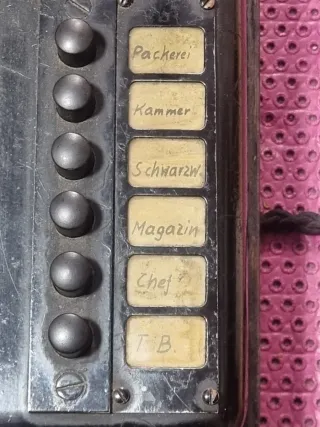 Packerei
Kammer
Schwarzw.
Magazin
Chef
T.B.